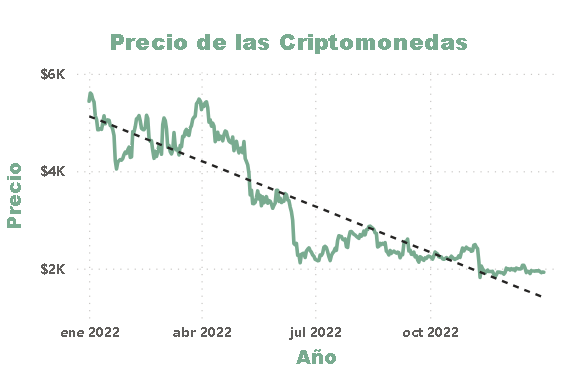 Precio de las Criptomonedas
$6K
$4K
$2K
Precio
ene 2022 abr 2022 jul 2022 oct 2022
Año